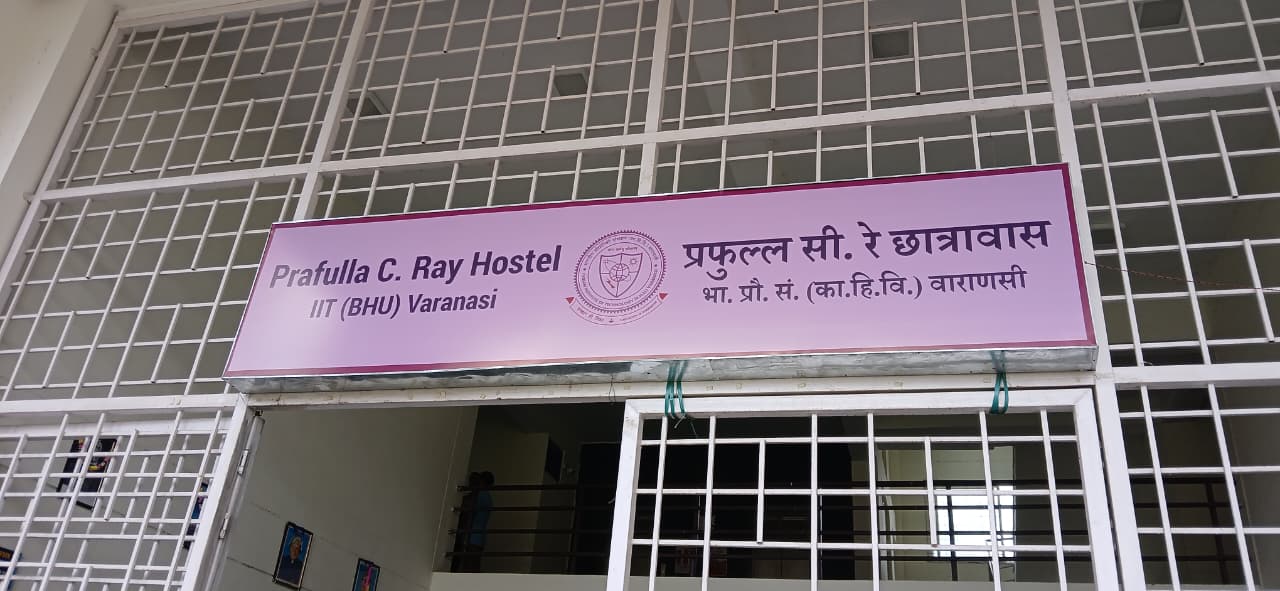 Prafulla C. Ray Hostel
IIT (BHU) Varanasi
प्रफुल्ल सी. रे छात्रावास
भा. प्रौ. सं. (का.हि.वि.) वाराणसी